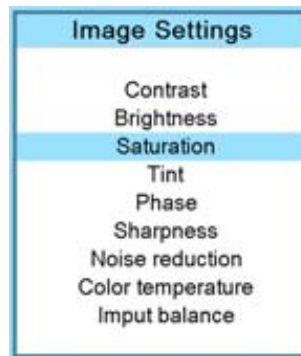 Image Settings
Contrast
Brightness
Saturation
Tint
Phase
Sharpness
Noise reduction
Color temperature
Imput balance